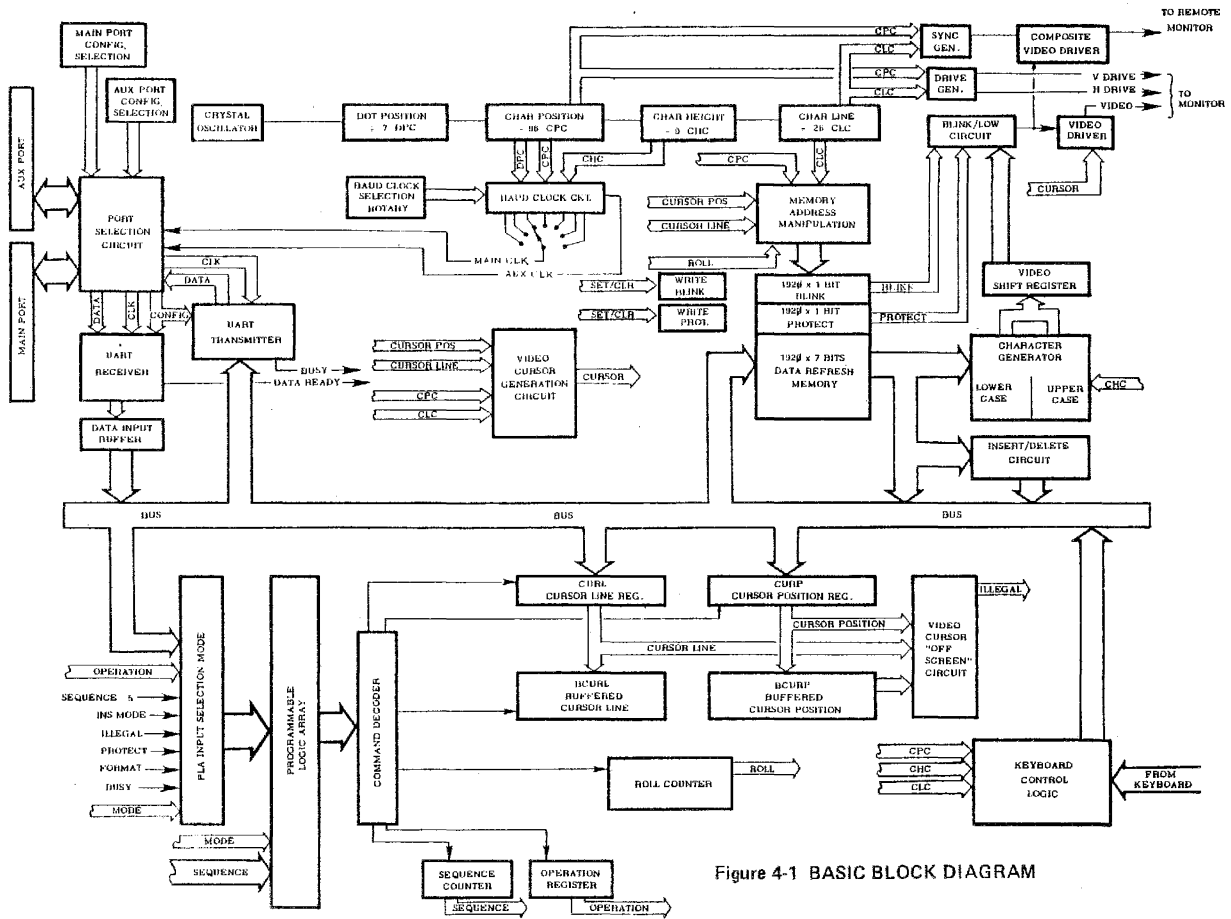 TO REMOTE
MONITOR
MAIN PORT
CONFIG.
SELECTION
CPC
SYNC
GEN.
COMPOSITE
VIDEO DRIVER
CLC
AUX PORT
CONFIG.
SELECTION
CPC
DRIVE
GEN.
V DRIVE
H DRIVE
VIDEO
TO
MONITOR
CLC
AUX PORT
CRYSTAL
OSCILLATOR
DOT POSITION
÷ 7 DPC
CHAR POSITION
÷ 96 CPC
CHAR HEIGHT
÷ 9 CHC
CHAR LINE
÷ 26 CLC
BLINK/LOW
CIRCUIT
VIDEO
DRIVER
DPC
CPC
CHC
CPC
CLC
PORT
SELECTION
CIRCUIT
BAUD CLOCK
SELECTION
ROTARY
BAUD CLOCK CKT.
CURSOR POS
CURSOR LINE
MEMORY
ADDRESS
MANIPULATION
CURSOR
MAIN PORT
MAIN CLK
AUX CLK
ROLL
CLK
DATA
DATA
CLK
CONFIG.
UART
TRANSMITTER
SET/CLR
WRITE
BLINK
1920 x 1 BIT
BLINK
BLINK
VIDEO
SHIFT REGISTER
SET/CLR
WRITE
PROT.
1920 x 1 BIT
PROTECT
PROTECT
UART
RECEIVER
BUSY
DATA READY
CURSOR POS
CURSOR LINE
CPC
CLC
VIDEO
CURSOR
GENERATION
CIRCUIT
CURSOR
1920 x 7 BITS
DATA REFRESH
MEMORY
CHARACTER
GENERATOR
LOWER
CASE
UPPER
CASE
CHC
DATA INPUT
BUFFER
INSERT/DELETE
CIRCUIT
BUS
BUS
BUS
CURL
CURSOR LINE REG.
CURP
CURSOR POSITION REG.
ILLEGAL
CURSOR POSITION
CURSOR LINE
VIDEO
CURSOR
"OFF
SCREEN"
CIRCUIT
OPERATION
SEQUENCE 5
INS MODE
ILLEGAL
PROTECT
FORMAT
BUSY
MODE
PLA INPUT SELECTION MODE
PROGRAMMABLE
LOGIC ARRAY
COMMAND DECODER
BCURL
BUFFERED
CURSOR LINE
BCURP
BUFFERED
CURSOR POSITION
ROLL COUNTER
ROLL
CPC
CHC
CLC
KEYBOARD
CONTROL
LOGIC
FROM
KEYBOARD
MODE
SEQUENCE
SEQUENCE
COUNTER
OPERATION
REGISTER
SEQUENCE
OPERATION
Figure 4-1 BASIC BLOCK DIAGRAM